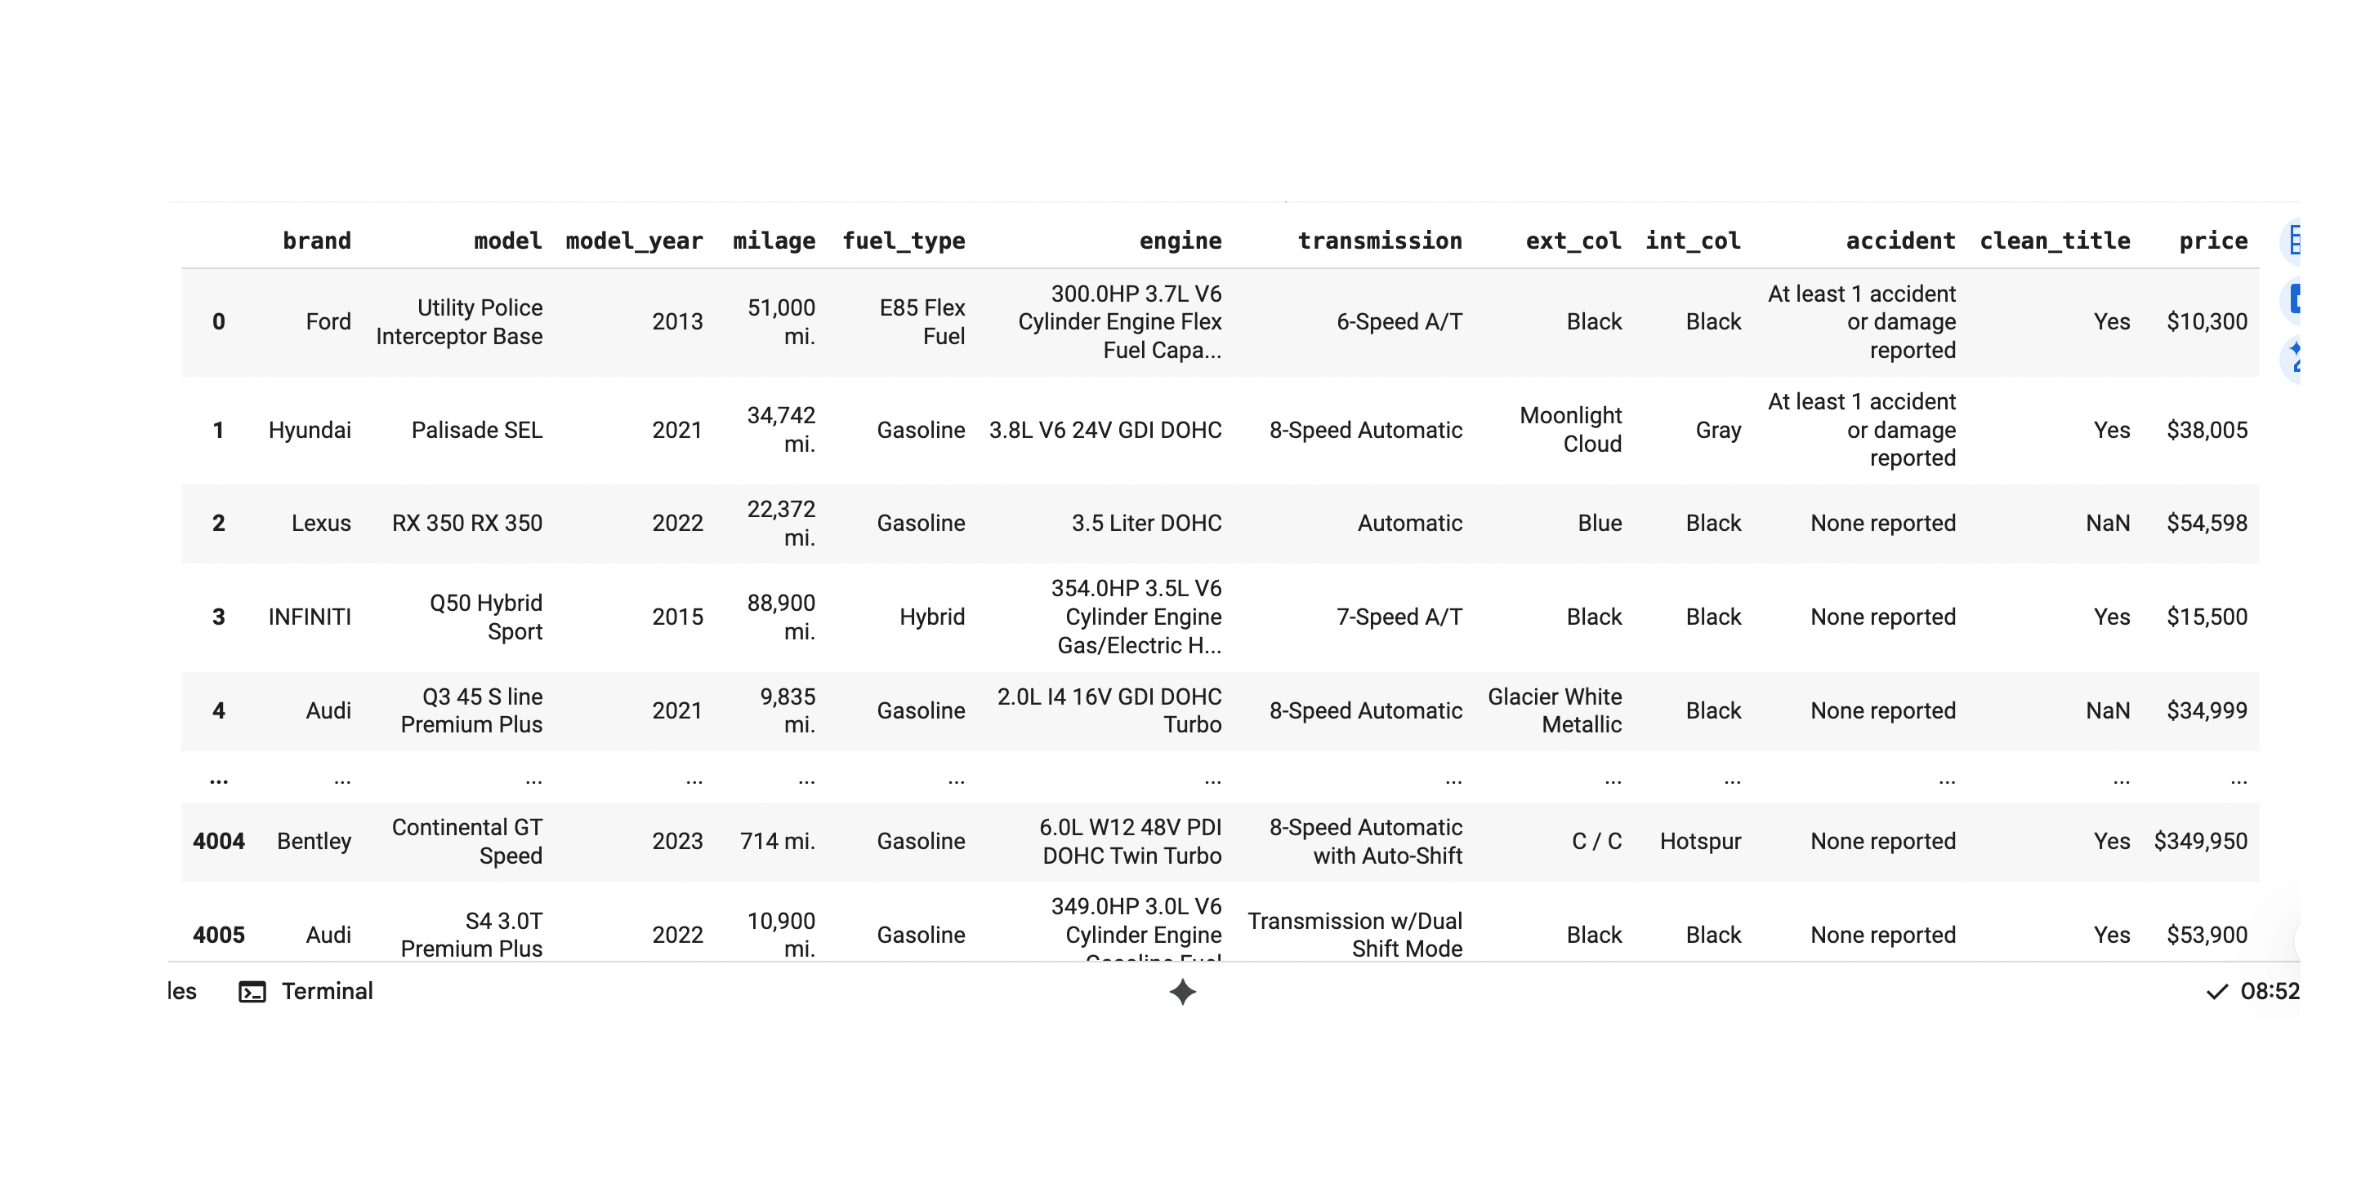 brand model model_year milage fuel_type engine transmission ext_col int_col accident clean_title price
0 Ford Utility Police Interceptor Base 2013 51,000 mi. E85 Flex Fuel 300.0HP 3.7L V6 Cylinder Engine Flex Fuel Capa... 6-Speed A/T Black Black At least 1 accident or damage reported Yes $10,300
1 Hyundai Palisade SEL 2021 34,742 mi. Gasoline 3.8L V6 24V GDI DOHC 8-Speed Automatic Moonlight Cloud Gray At least 1 accident or damage reported Yes $38,005
2 Lexus RX 350 RX 350 2022 22,372 mi. Gasoline 3.5 Liter DOHC Automatic Blue Black None reported NaN $54,598
3 INFINITI Q50 Hybrid Sport 2015 88,900 mi. Hybrid 354.0HP 3.5L V6 Cylinder Engine Gas/Electric H... 7-Speed A/T Black Black None reported Yes $15,500
4 Audi Q3 45 S line Premium Plus 2021 9,835 mi. Gasoline 2.0L I4 16V GDI DOHC Turbo 8-Speed Automatic Glacier White Metallic Black None reported NaN $34,999
... ... ... ... ... ... ... ... ... ... ... ... ...
4004 Bentley Continental GT Speed 2023 714 mi. Gasoline 6.0L W12 48V PDI DOHC Twin Turbo 8-Speed Automatic with Auto-Shift C / C Hotspur None reported Yes $349,950
4005 Audi S4 3.0T Premium Plus 2022 10,900 mi. Gasoline 349.0HP 3.0L V6 Cylinder Engine Gasoline Fuel Transmission w/Dual Shift Mode Black Black None reported Yes $53,900
les Terminal 08:52